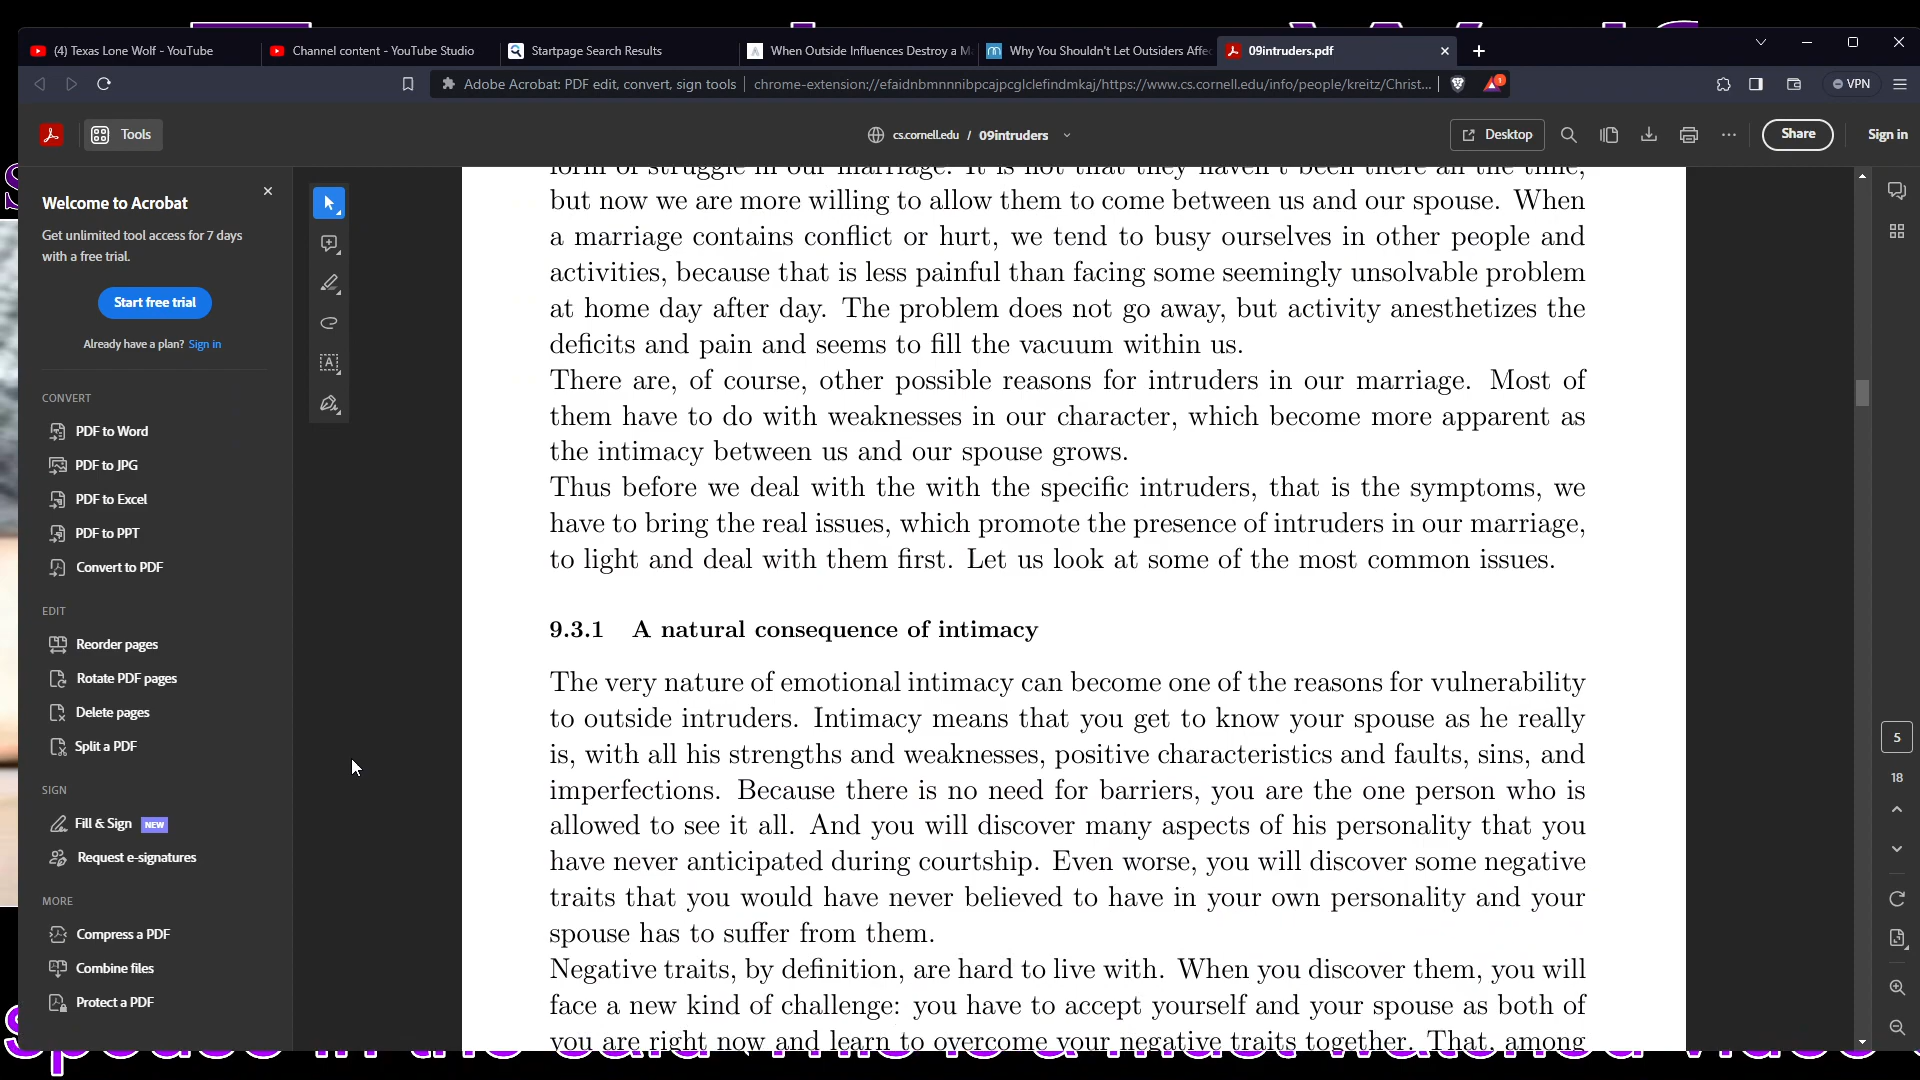 (4) Texas Lone Wolf - YouTube
Channel content - YouTube Studio
Startpage Search Results
When Outside Influences Destroy a M
Why You Shouldn't Let Outsiders Affe
09intruders.pdf
Adobe Acrobat: PDF edit, convert, sign tools
chrome-extension://efaidnbmnnnibpcajpcglclefindmkaj/https://www.cs.cornell.edu/info/people/kreitz/Christ...
1
VPN
Tools
cs.cornell.edu / 09intruders
Desktop
Share
Sign in
Welcome to Acrobat
Get unlimited tool access for 7 days
with a free trial.
Start free trial
Already have a plan? Sign in
CONVERT
PDF to Word
PDF to JPG
PDF to Excel
PDF to PPT
Convert to PDF
EDIT
Reorder pages
Rotate PDF pages
Delete pages
Split a PDF
SIGN
Fill & Sign NEW
Request e-signatures
MORE
Compress a PDF
Combine files
Protect a PDF
form of struggle in our marriage. It is not that they haven't been there all the time,
but now we are more willing to allow them to come between us and our spouse. When
a marriage contains conflict or hurt, we tend to busy ourselves in other people and
activities, because that is less painful than facing some seemingly unsolvable problem
at home day after day. The problem does not go away, but activity anesthetizes the
deficits and pain and seems to fill the vacuum within us.
There are, of course, other possible reasons for intruders in our marriage. Most of
them have to do with weaknesses in our character, which become more apparent as
the intimacy between us and our spouse grows.
Thus before we deal with the with the specific intruders, that is the symptoms, we
have to bring the real issues, which promote the presence of intruders in our marriage,
to light and deal with them first. Let us look at some of the most common issues.
9.3.1 A natural consequence of intimacy
The very nature of emotional intimacy can become one of the reasons for vulnerability
to outside intruders. Intimacy means that you get to know your spouse as he really
is, with all his strengths and weaknesses, positive characteristics and faults, sins, and
imperfections. Because there is no need for barriers, you are the one person who is
allowed to see it all. And you will discover many aspects of his personality that you
have never anticipated during courtship. Even worse, you will discover some negative
traits that you would have never believed to have in your own personality and your
spouse has to suffer from them.
Negative traits, by definition, are hard to live with. When you discover them, you will
face a new kind of challenge: you have to accept yourself and your spouse as both of
you are right now and learn to overcome your negative traits together. That, among
5
18